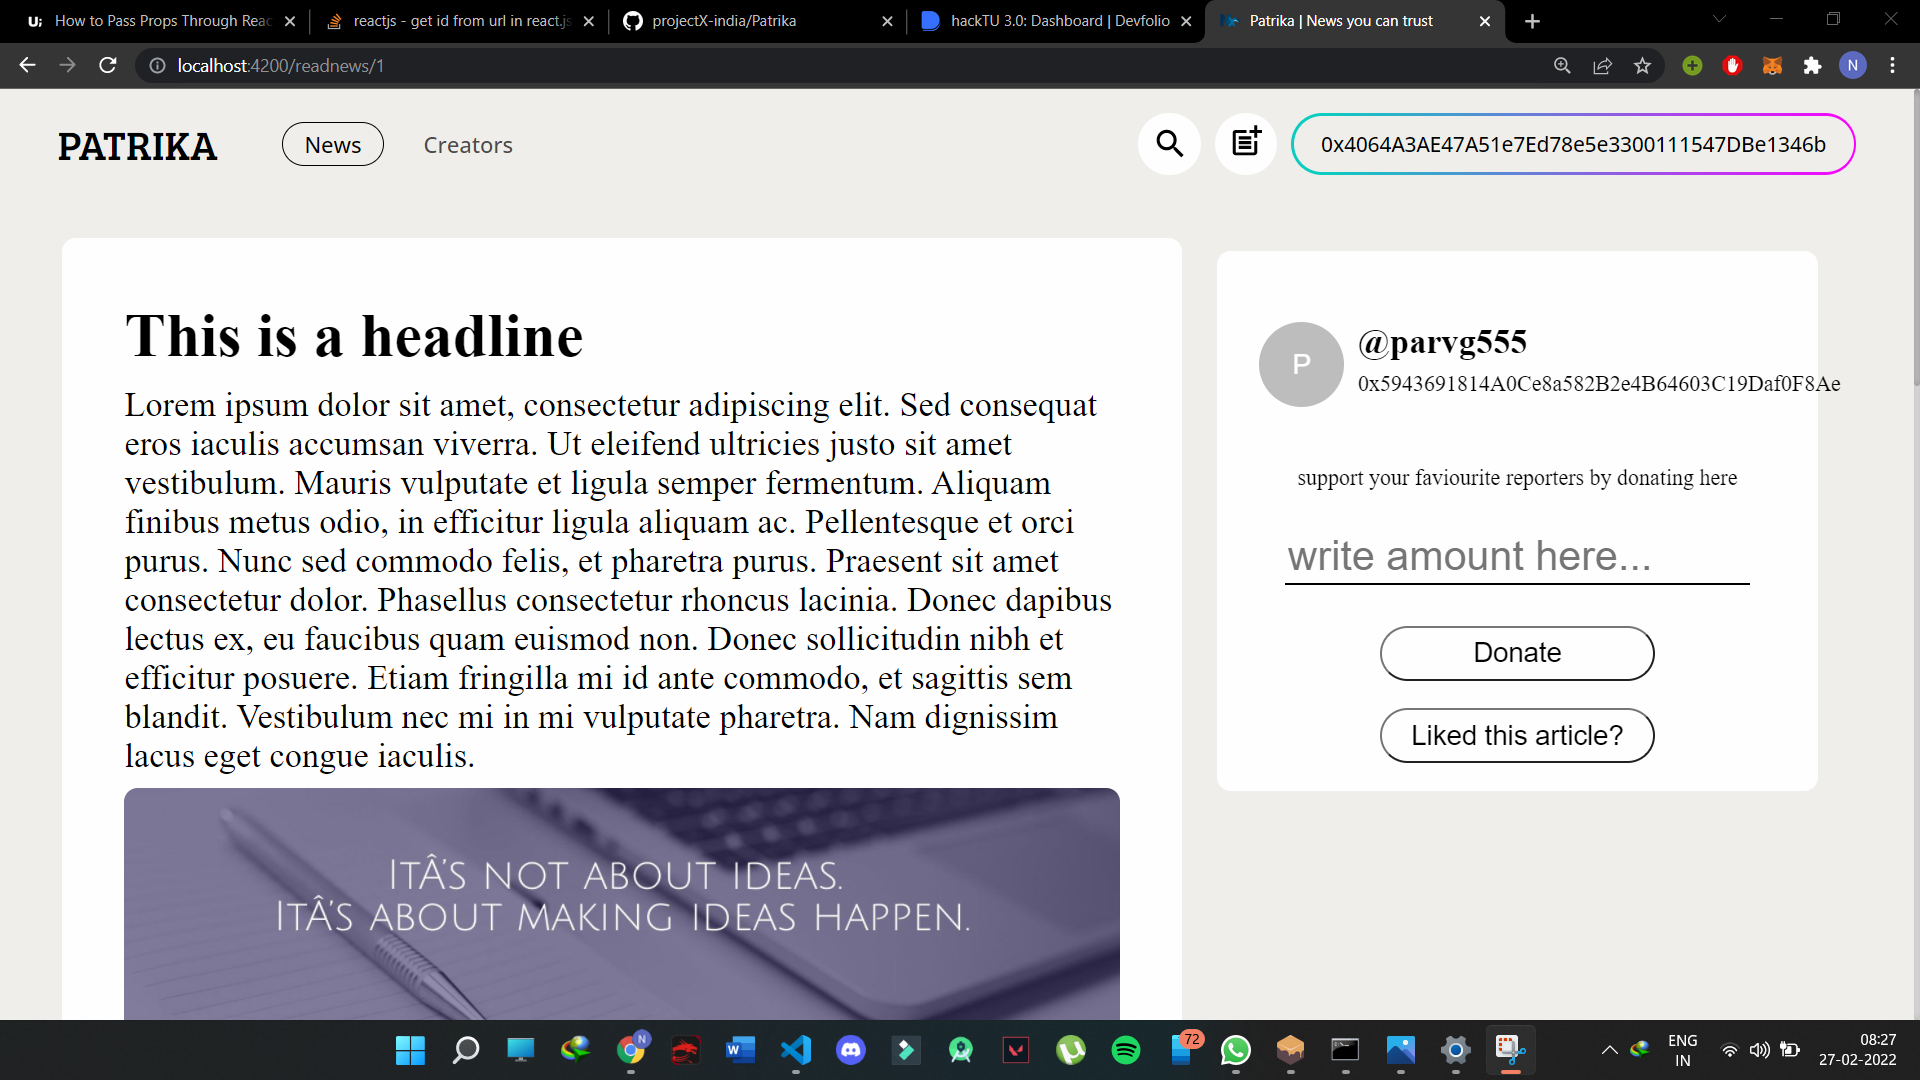 How to Pass Props Through Reac
reactjs - get id from url in react.js
projectX-india/Patrika
hackTU 3.0: Dashboard | Devfolio
Patrika | News you can trust
localhost:4200/readnews/1
N
PATRIKA
News
Creators
0x4064A3AE47A51e7Ed78e5e3300111547DBe1346b
This is a headline
Lorem ipsum dolor sit amet, consectetur adipiscing elit. Sed consequat
eros iaculis accumsan viverra. Ut eleifend ultricies justo sit amet
vestibulum. Mauris vulputate et ligula semper fermentum. Aliquam
finibus metus odio, in efficitur ligula aliquam ac. Pellentesque et orci
purus. Nunc sed commodo felis, et pharetra purus. Praesent sit amet
consectetur dolor. Phasellus consectetur rhoncus lacinia. Donec dapibus
lectus ex, eu faucibus quam euismod non. Donec sollicitudin nibh et
efficitur posuere. Etiam fringilla mi id ante commodo, et sagittis sem
blandit. Vestibulum nec mi in mi vulputate pharetra. Nam dignissim
lacus eget congue iaculis.
ITÂ'S NOT ABOUT IDEAS.
ITÂ'S ABOUT MAKING IDEAS HAPPEN.
P
@parvg555
0x5943691814A0Ce8a582B2e4B64603C19Daf0F8Ae
support your faviourite reporters by donating here
write amount here...
Donate
Liked this article?
N
72
ENG
IN
08:27
27-02-2022